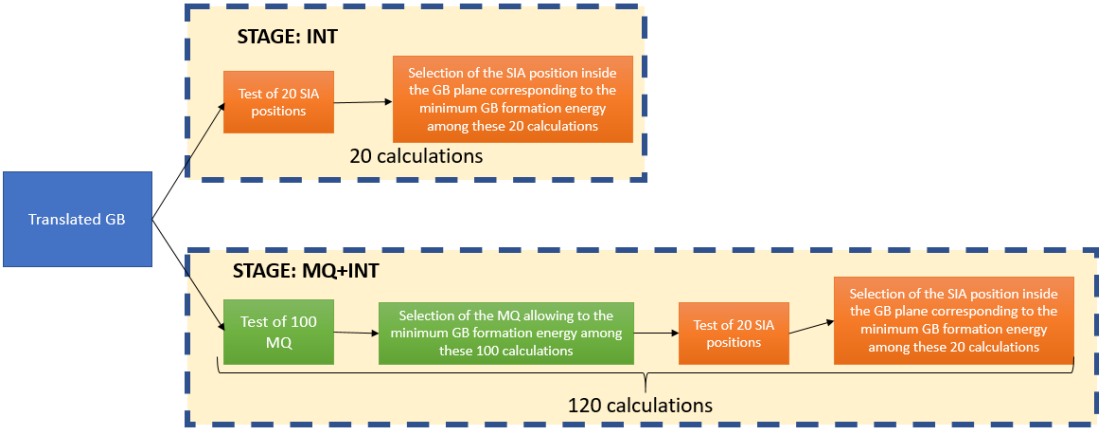 STAGE: INT
Test of 20 SIA
positions
Selection of the SIA position inside
the GB plane corresponding to the
minimum GB formation energy
among these 20 calculations
20 calculations
Translated GB
STAGE: MQ+INT
Test of 100
MQ
Selection of the MQ allowing to the
minimum GB formation energy among
these 100 calculations
Test of 20 SIA
positions
Selection of the SIA position inside
the GB plane corresponding to the
minimum GB formation energy
among these 20 calculations
120 calculations